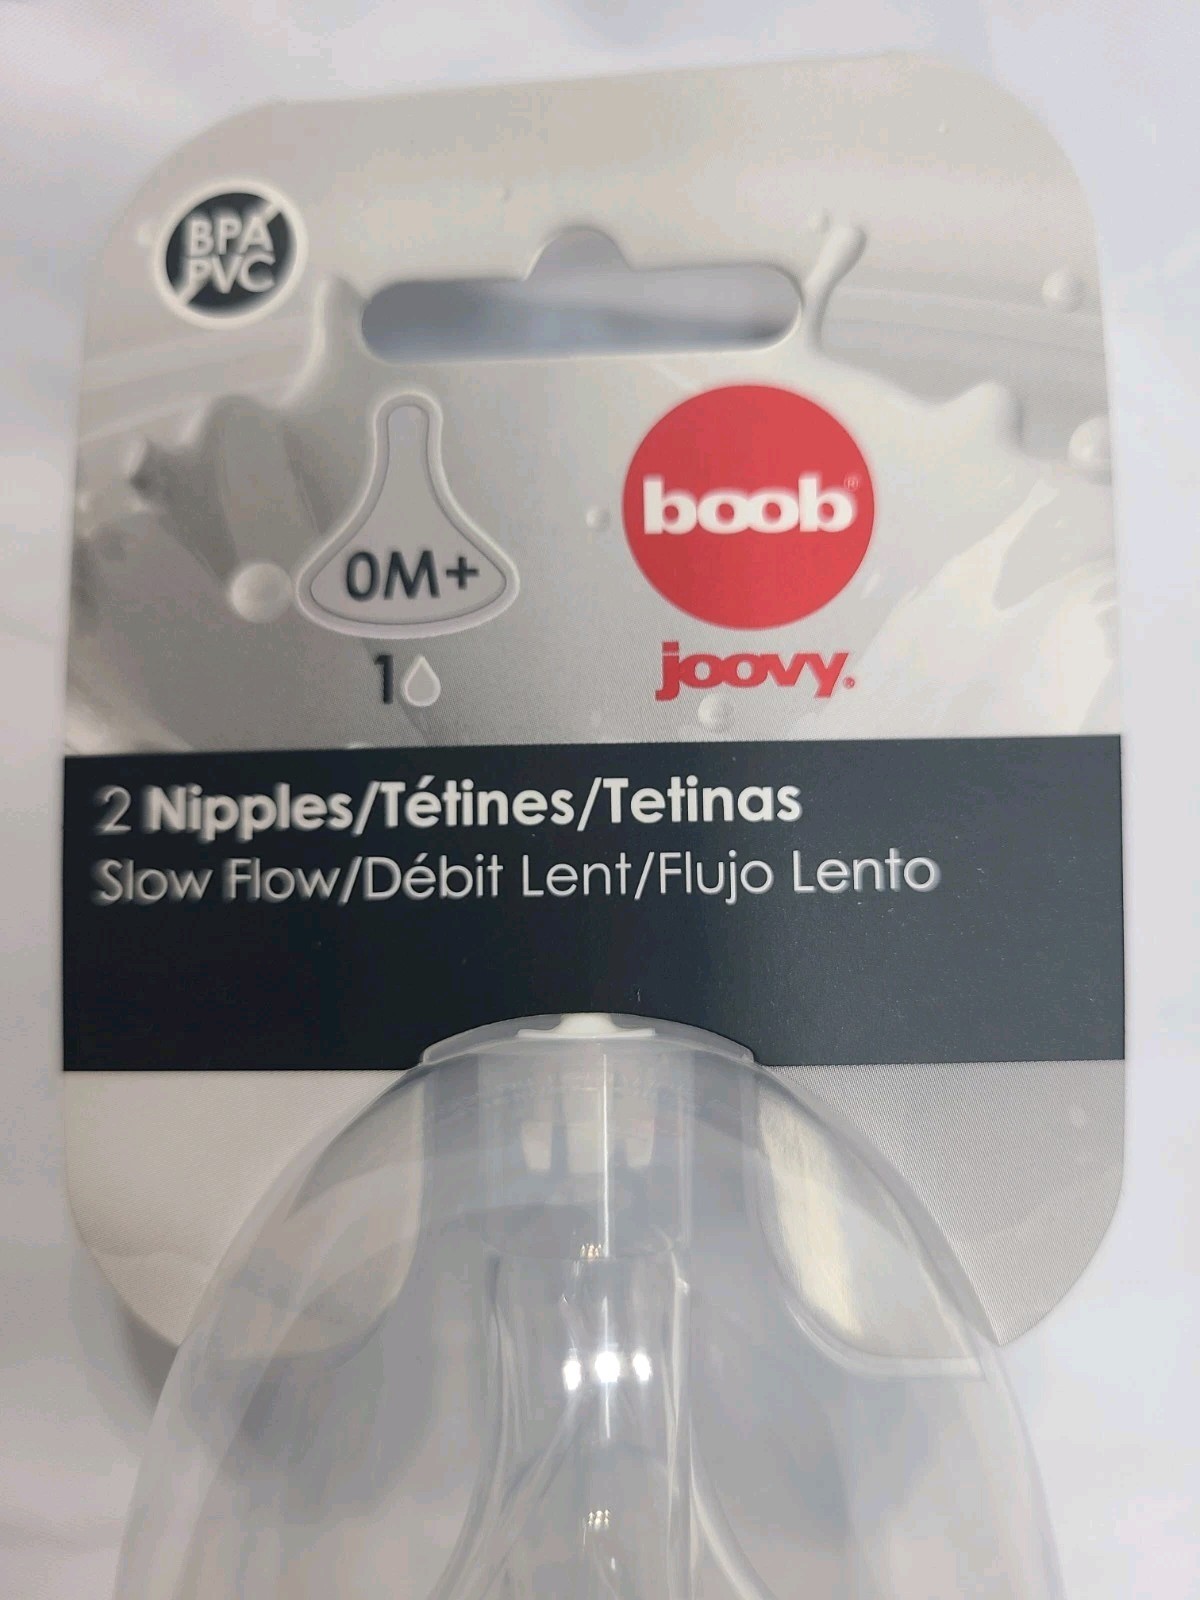 BPA
PVC
boob®
joovy®
0M+
1
2 Nipples/Tétines/Tetinas
Slow Flow/Débit Lent/Flujo Lento